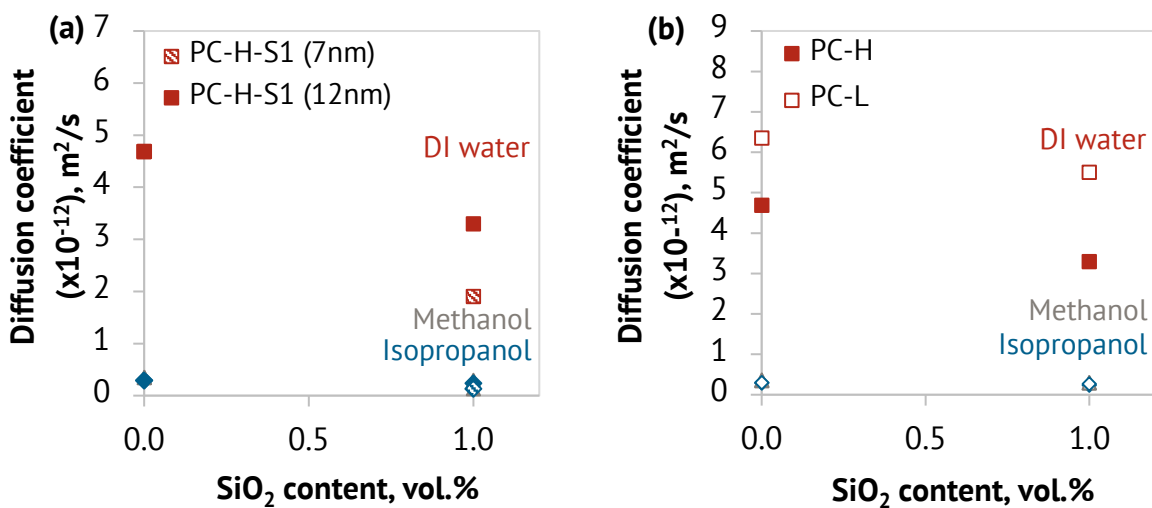 (a)
PC-H-S1 (7nm)
PC-H-S1 (12nm)
DI water
Methanol
Isopropanol
7
6
5
4
3
2
1
0
0.0 0.5 1.0
Diffusion coefficient
(x10⁻¹²), m²/s
SiO₂ content, vol.%
(b)
PC-H
PC-L
DI water
Methanol
Isopropanol
9
8
7
6
5
4
3
2
1
0
0.0 0.5 1.0
Diffusion coefficient
(x10-¹²), m²/s
SiO₂ content, vol.%